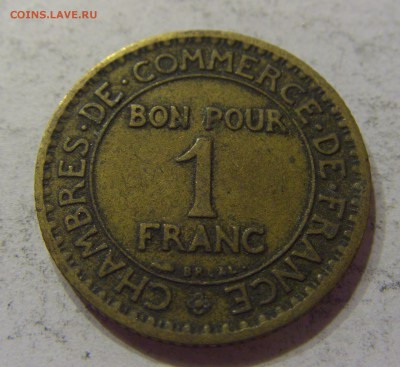 COINS.LAVE.RU
CHAMBRES·DE·COMMERCE·DE·FRANCE
BON POUR
1
FRANC